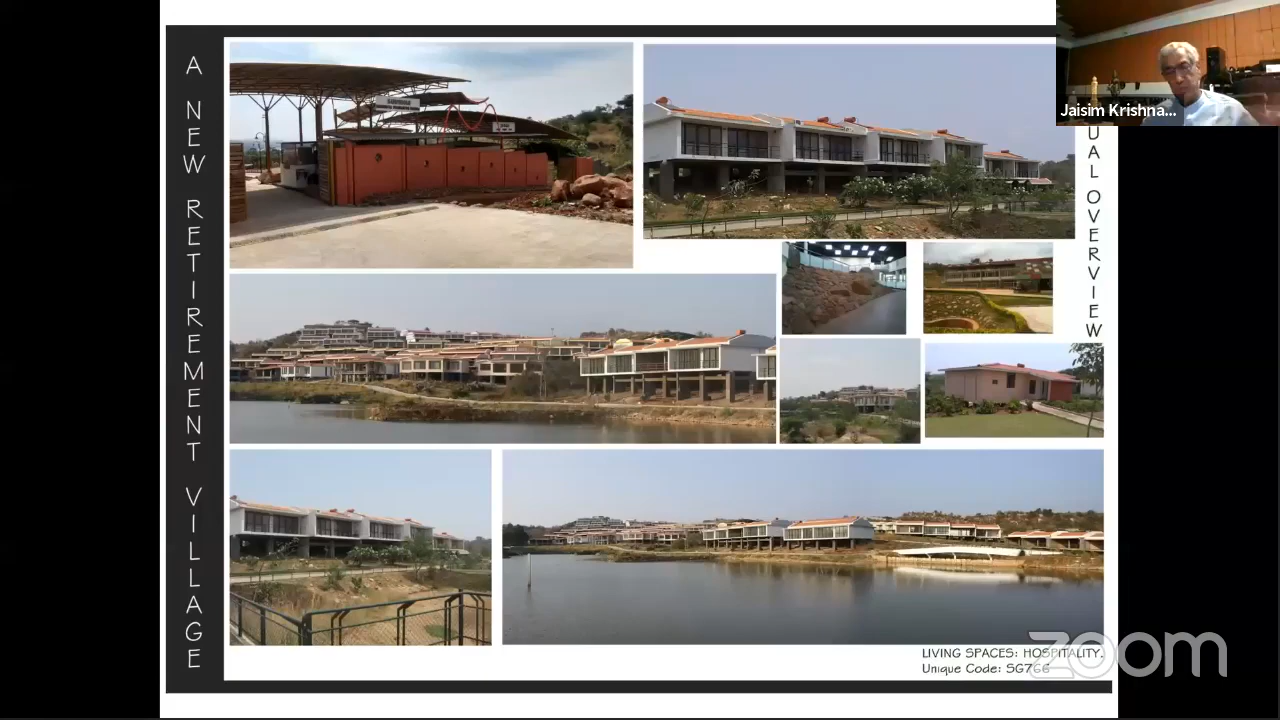 A NEW RETIREMENT VILLAGE
Jaisim Krishna...
UAL OVERVIEW
LIVING SPACES: HOSPITALITY.
Unique Code: SG766
zoom